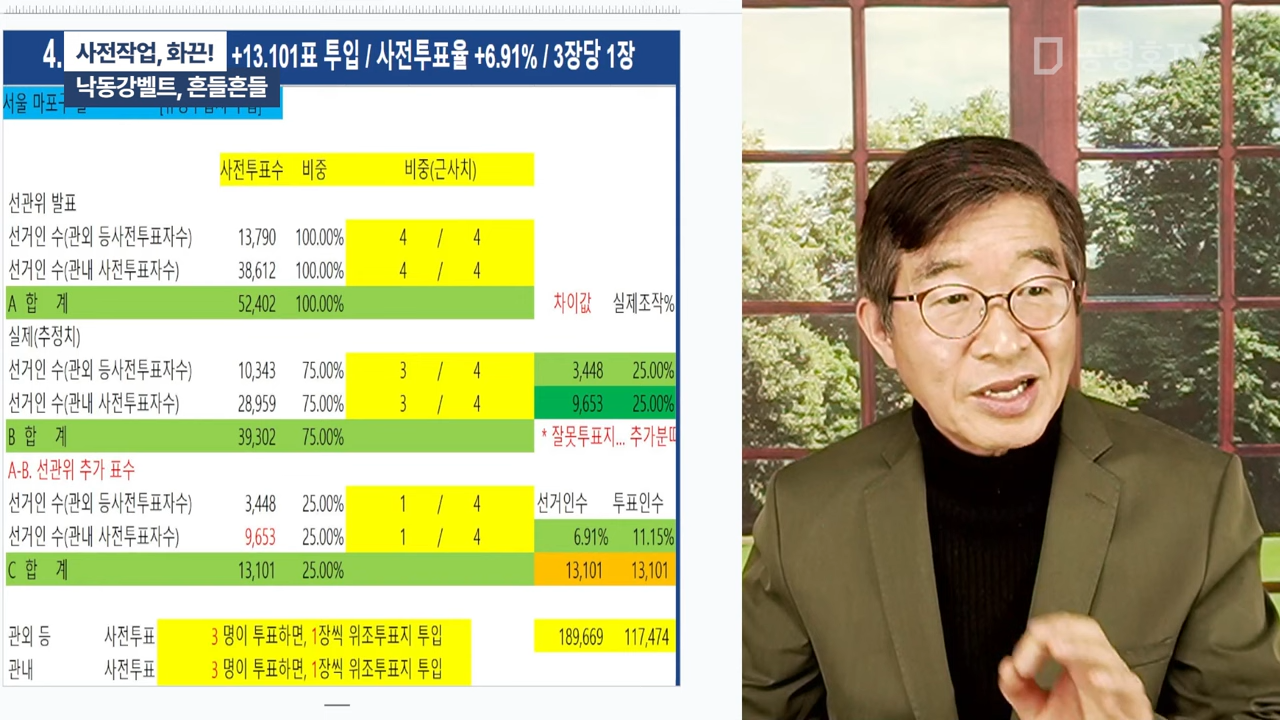 4.
사전작업, 화끈!
+13.101표 투입 / 사전투표율 +6.91% / 3장당 1장
낙동강벨트, 흔들흔들
서울 마포구
공병호TV
사전투표수 비중 비중(근사치)
선관위 발표
선거인 수(관외 등사전투표자수) 13,790 100.00% 4 / 4
선거인 수(관내 사전투표자수) 38,612 100.00% 4 / 4
A 합 계 52,402 100.00% 차이값 실제조작%
실제(추정치)
선거인 수(관외 등사전투표자수) 10,343 75.00% 3 / 4 3,448 25.00%
선거인 수(관내 사전투표자수) 28,959 75.00% 3 / 4 9,653 25.00%
B 합 계 39,302 75.00% * 잘못투표지... 추가분
A-B. 선관위 추가 표수
선거인 수(관외 등사전투표자수) 3,448 25.00% 1 / 4 선거인수 투표인수
선거인 수(관내 사전투표자수) 9,653 25.00% 1 / 4 6.91% 11.15%
C 합 계 13,101 25.00% 13,101 13,101
관외 등 사전투표 3 명이 투표하면, 1장씩 위조투표지 투입 189,669 117,474
관내 사전투표 3 명이 투표하면, 1장씩 위조투표지 투입